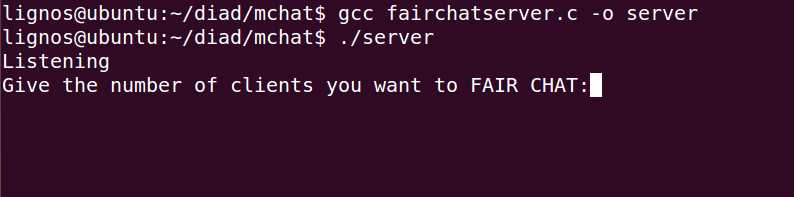 lignos@ubuntu:~/diad/mchat$ gcc fairchatserver.c -o server
lignos@ubuntu:~/diad/mchat$ ./server
Listening
Give the number of clients you want to FAIR CHAT: